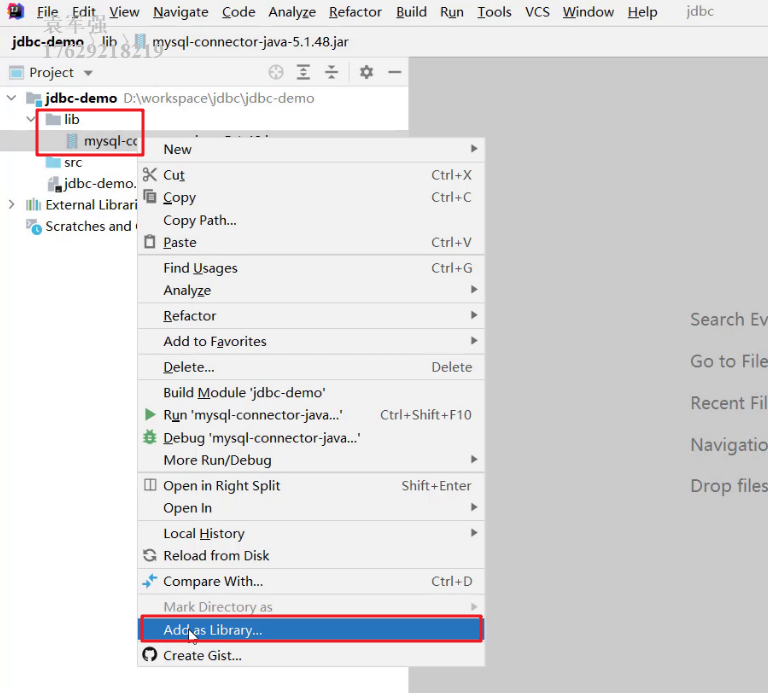 File Edit View Navigate Code Analyze Refactor Build Run Tools VCS Window Help jdbc
袁军强
jdbc-demo lib mysql-connector-java-5.1.48.jar
17629218219
Project
jdbc-demo D:\workspace\jdbc\jdbc-demo
lib
mysql-co
src
jdbc-demo.
External Librari
Scratches and
New
Cut Ctrl+X
Copy Ctrl+C
Copy Path...
Paste Ctrl+V
Find Usages Ctrl+G
Analyze
Refactor
Add to Favorites
Delete... Delete
Build Module 'jdbc-demo'
Run 'mysql-connector-java...' Ctrl+Shift+F10
Debug 'mysql-connector-java...'
More Run/Debug
Open in Right Split Shift+Enter
Open In
Local History
Reload from Disk
Compare With... Ctrl+D
Mark Directory as
Add as Library...
Create Gist...
Search Ev
Go to File
Recent Fil
Navigatio
Drop files